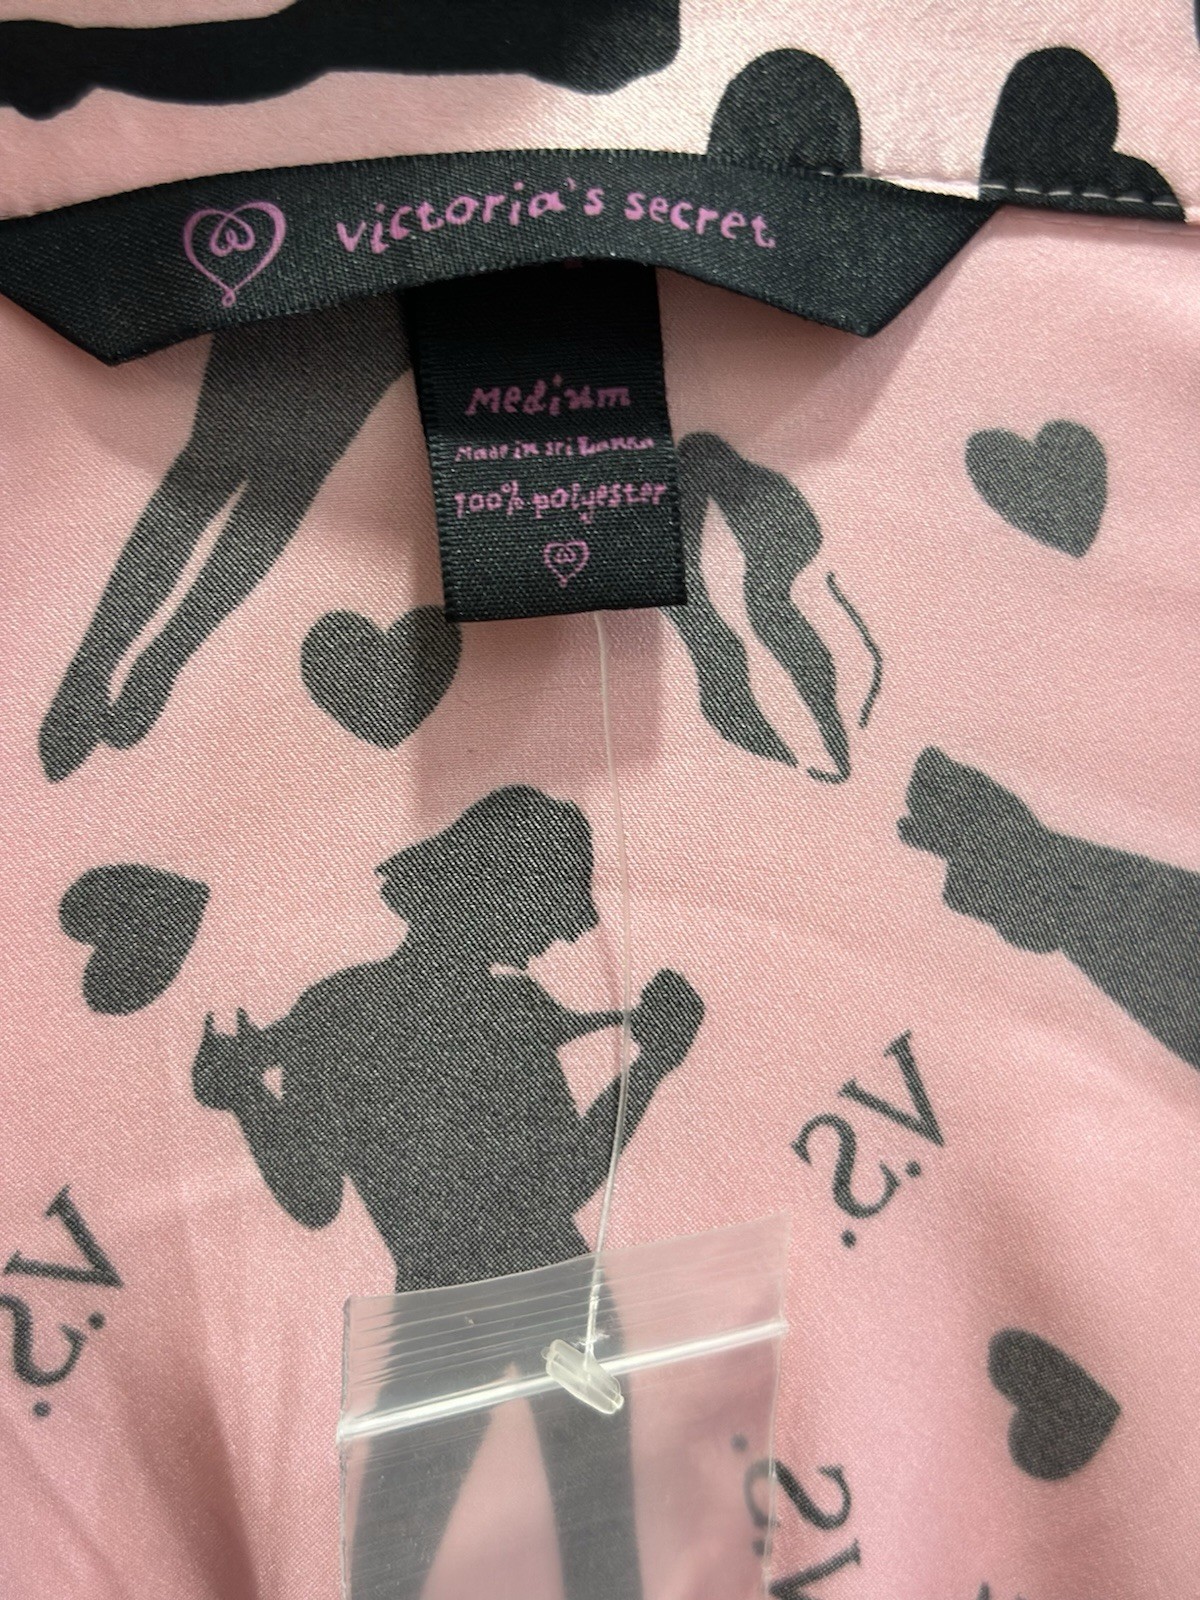 victoria's secret
Medium
Made in Sri Lanka
100% polyester
V.S.
V.S.
V.S.